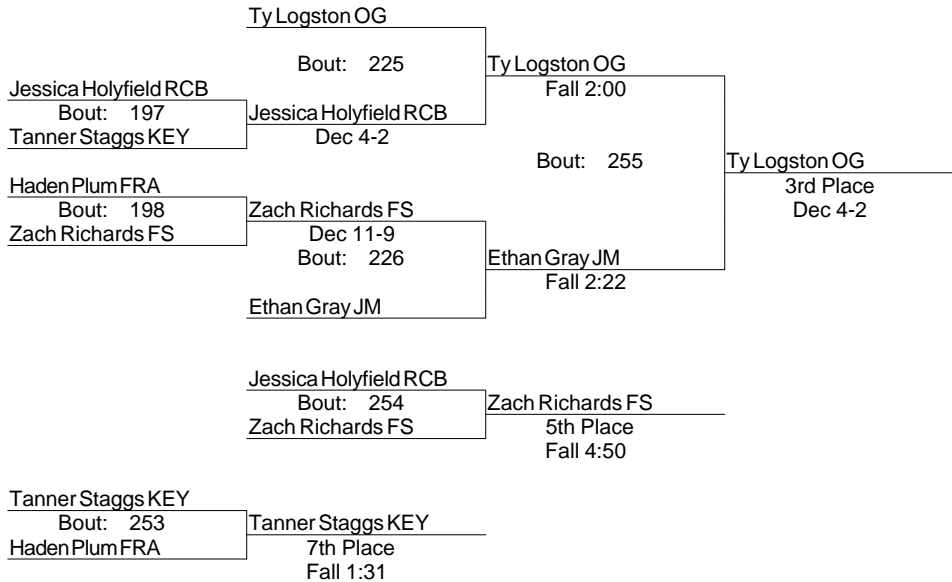 Ty Logston OG
Bout: 225
Ty Logston OG
Fall 2:00
Jessica Holyfield RCB
Bout: 197
Tanner Staggs KEY
Jessica Holyfield RCB
Dec 4-2
Bout: 255
Ty Logston OG
3rd Place
Dec 4-2
Haden Plum FRA
Bout: 198
Zach Richards FS
Zach Richards FS
Dec 11-9
Bout: 226
Ethan Gray JM
Fall 2:22
Ethan Gray JM
Jessica Holyfield RCB
Bout: 254
Zach Richards FS
Zach Richards FS
5th Place
Fall 4:50
Tanner Staggs KEY
Bout: 253
Haden Plum FRA
Tanner Staggs KEY
7th Place
Fall 1:31